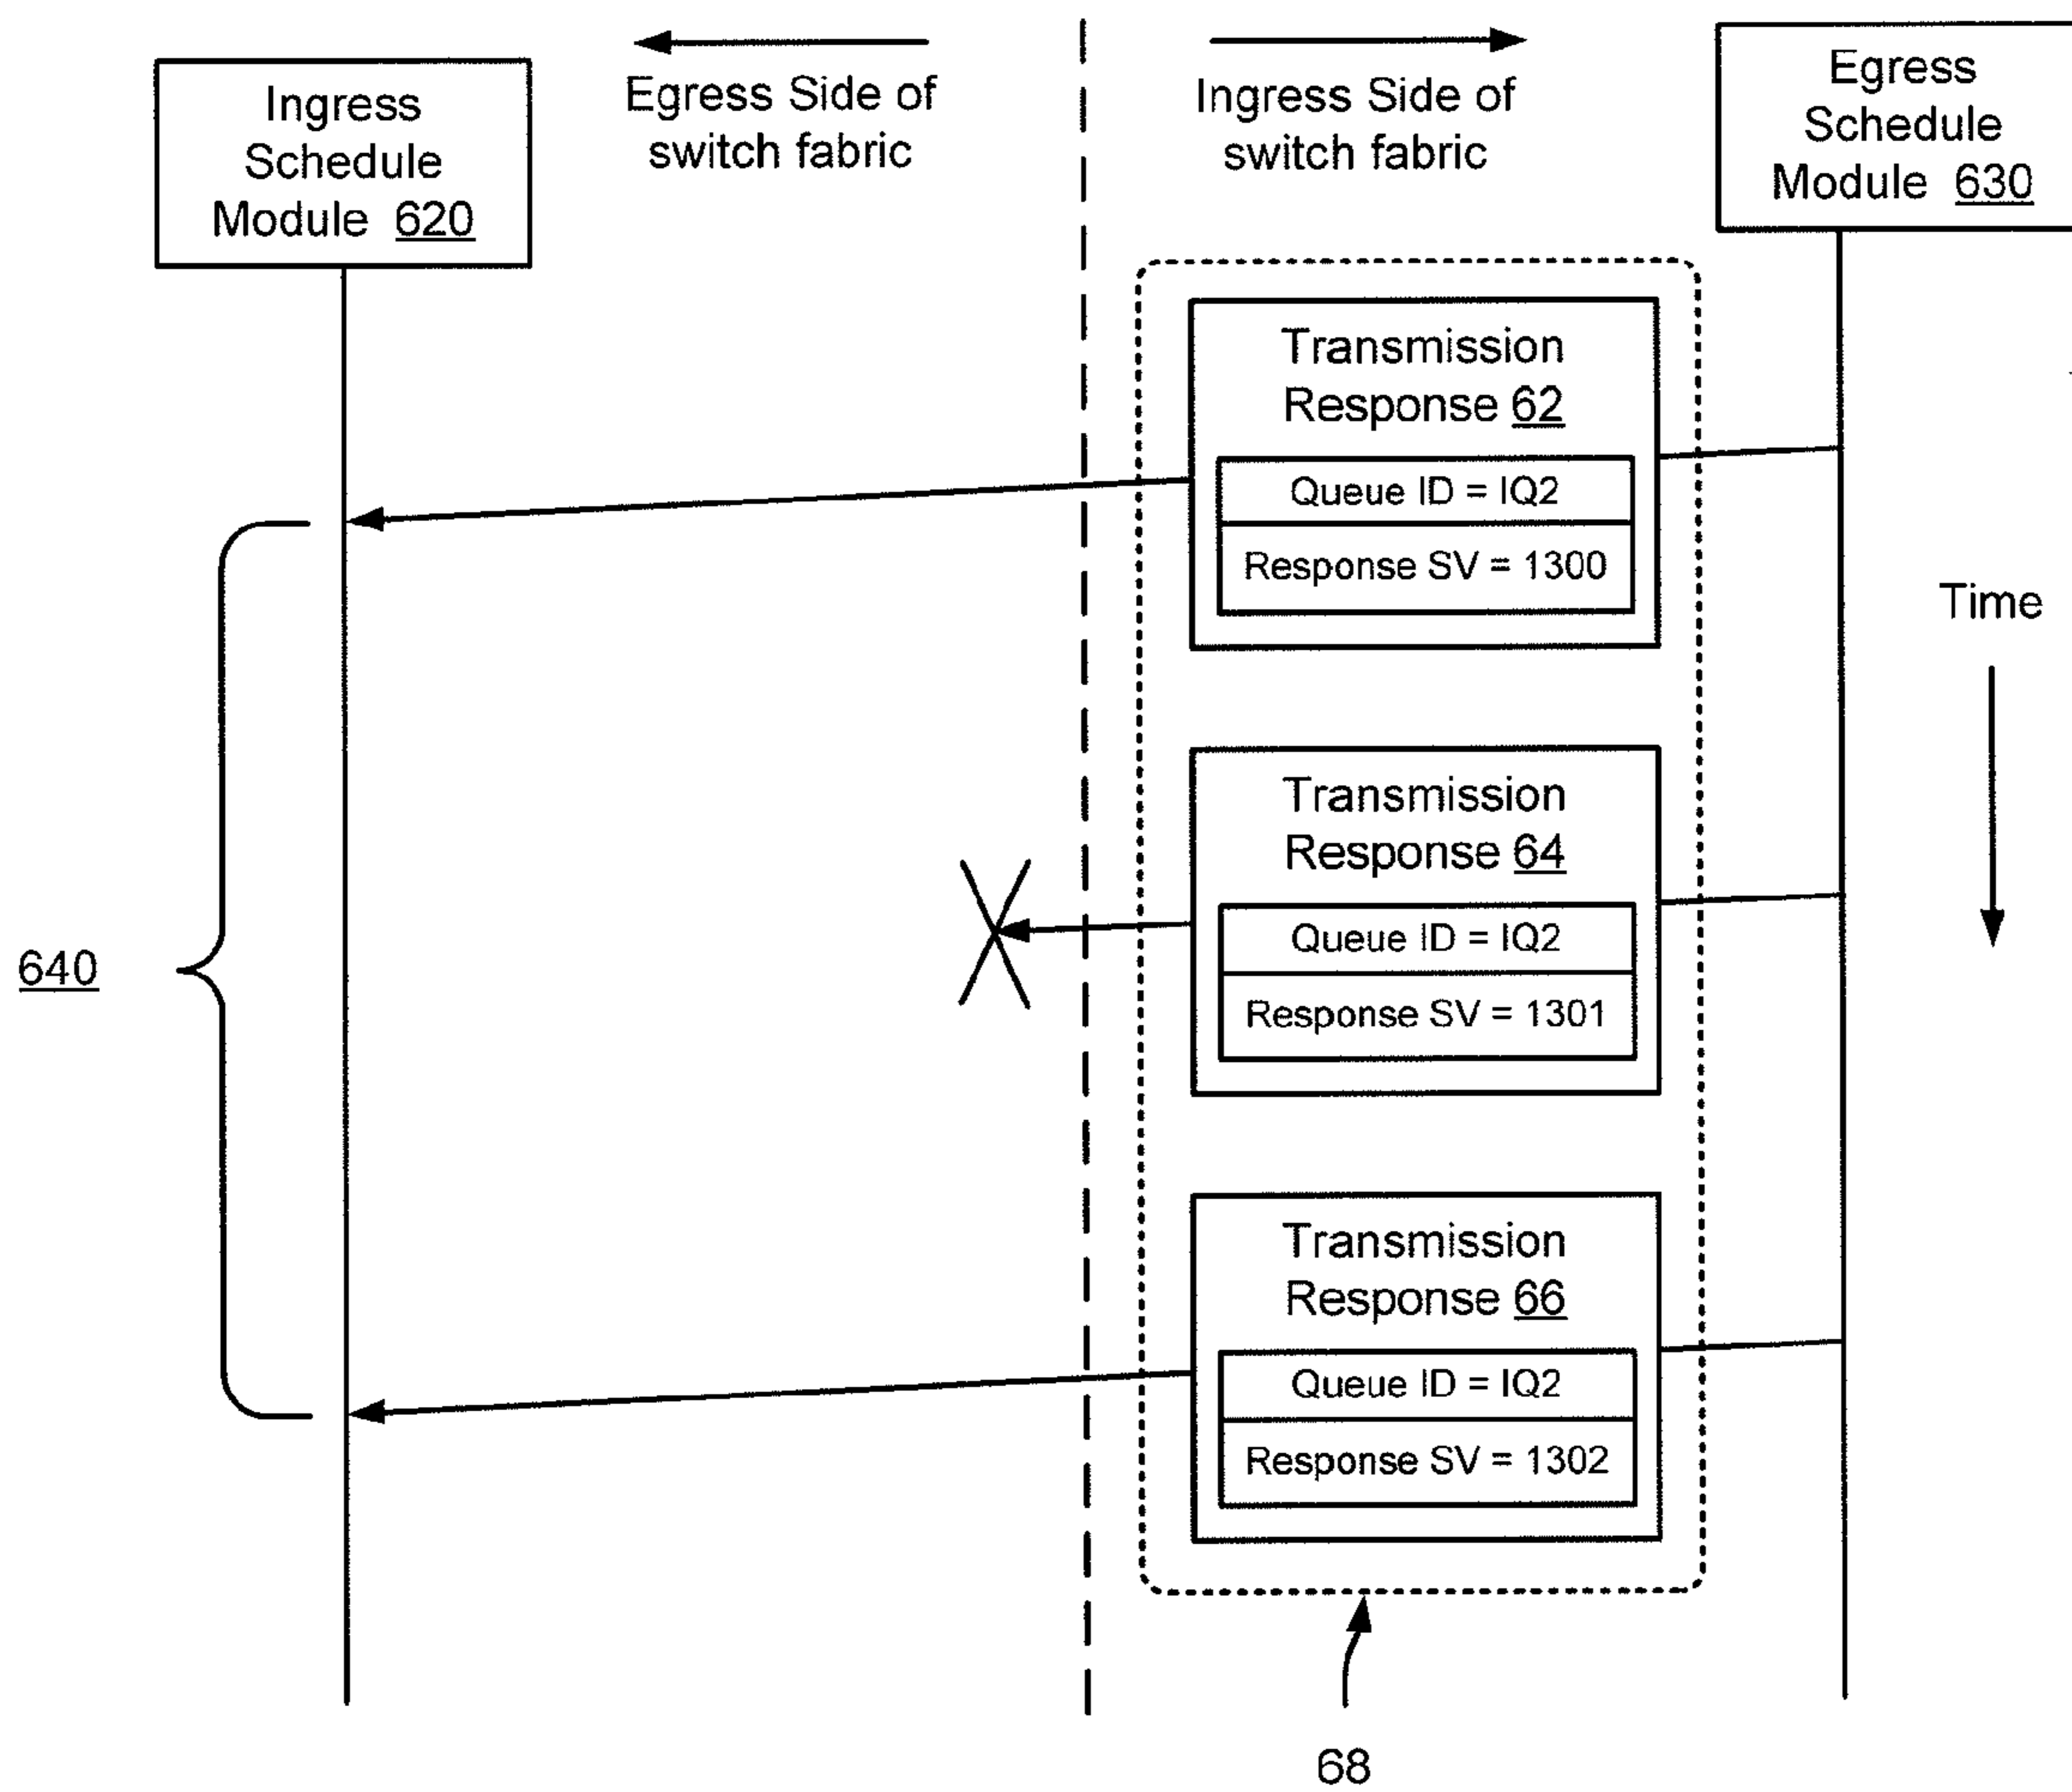 Ingress
Schedule
Module 620
Egress Side of
switch fabric
Ingress Side of
switch fabric
Egress
Schedule
Module 630
Transmission
Response 62
Queue ID = IQ2
Response SV = 1300
Time
Transmission
Response 64
Queue ID = IQ2
Response SV = 1301
640
Transmission
Response 66
Queue ID = IQ2
Response SV = 1302
68